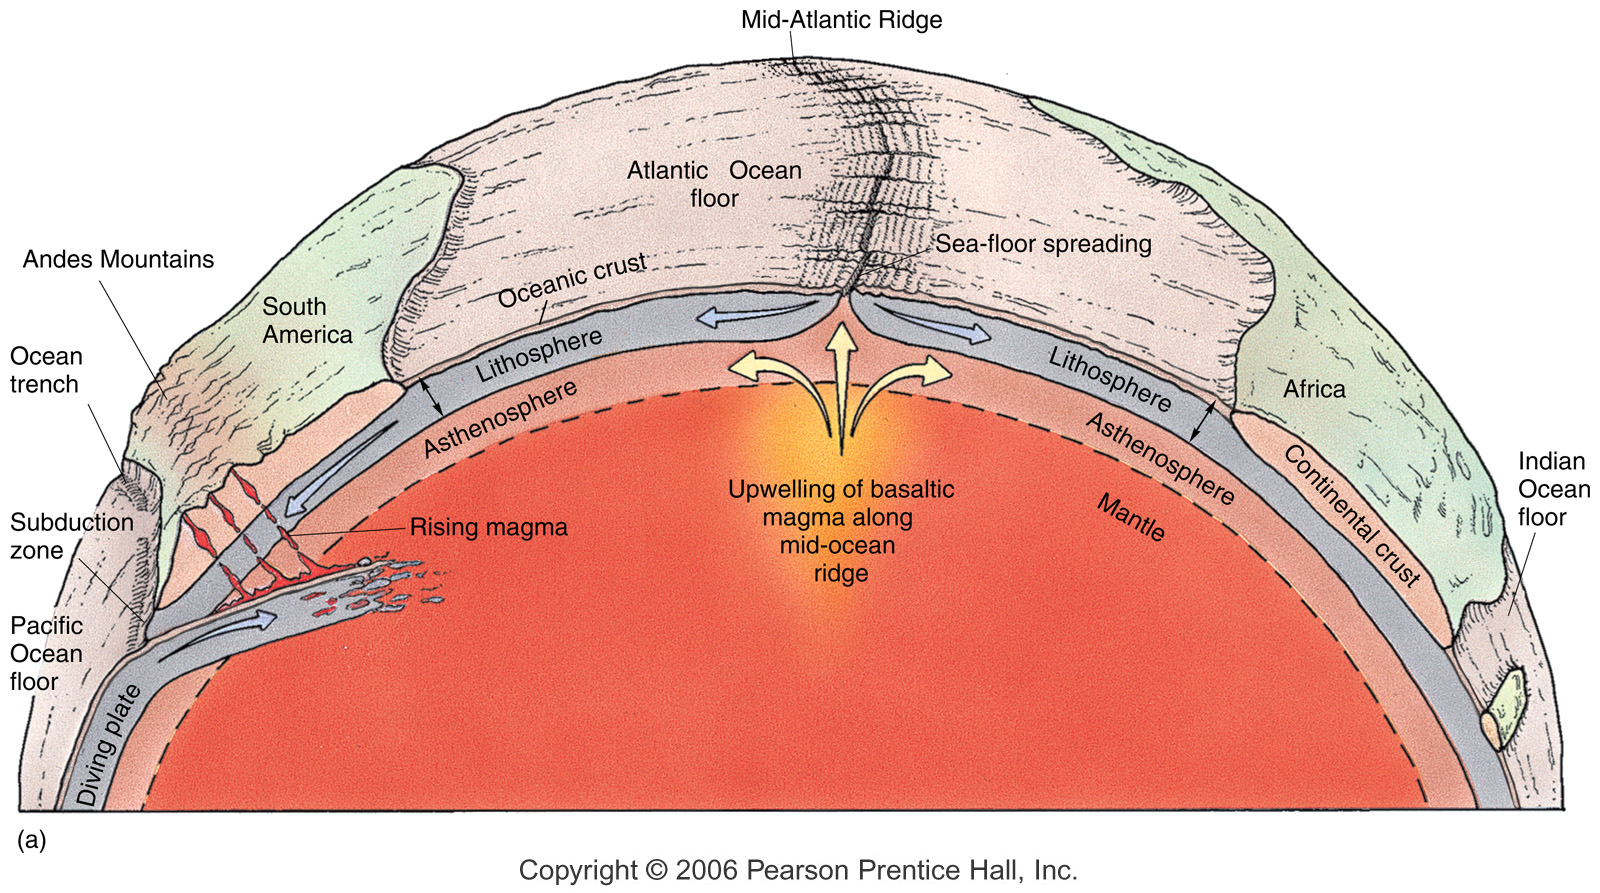 Mid-Atlantic Ridge
Atlantic Ocean
floor
Sea-floor spreading
Andes Mountains
Oceanic crust
South
America
Ocean
trench
Lithosphere
Lithosphere
Africa
Asthenosphere
Asthenosphere
Continental crust
Indian
Ocean
floor
Upwelling of basaltic
magma along
mid-ocean
ridge
Mantle
Subduction
zone
Rising magma
Pacific
Ocean
floor
Diving plate
(a)
Copyright © 2006 Pearson Prentice Hall, Inc.